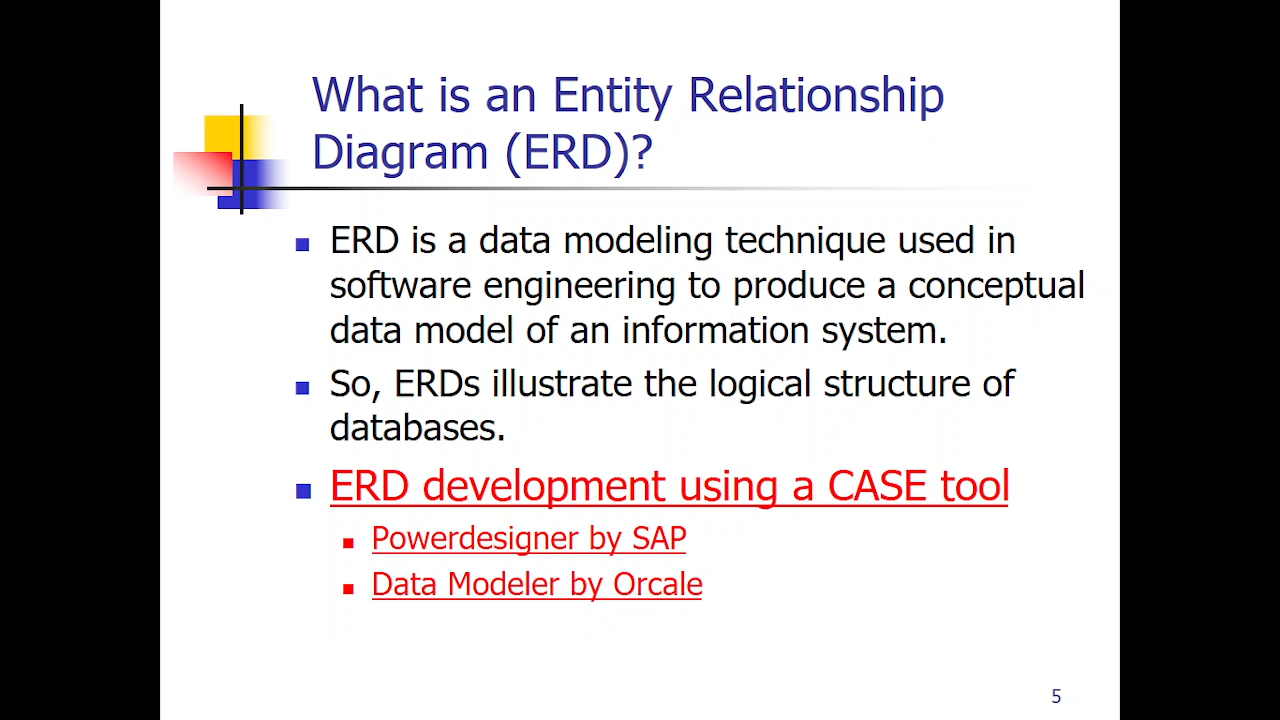 What is an Entity Relationship
Diagram (ERD)?
ERD is a data modeling technique used in
software engineering to produce a conceptual
data model of an information system.
So, ERDs illustrate the logical structure of
databases.
ERD development using a CASE tool
Powerdesigner by SAP
Data Modeler by Orcale
5